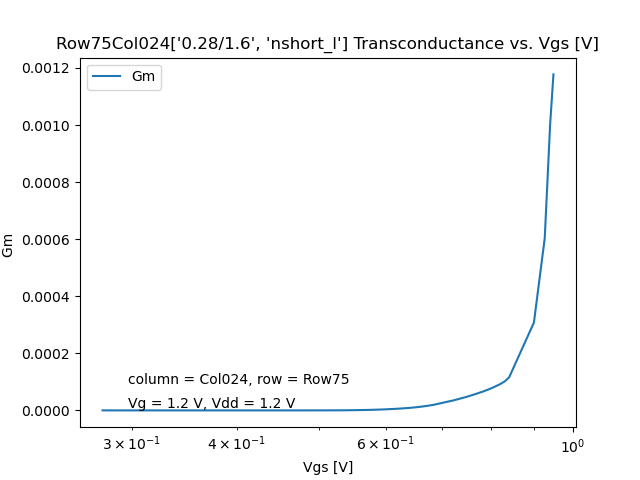 Row75Col024['0.28/1.6', 'nshort_l'] Transconductance vs. Vgs [V]
Gm
0.0012
0.0010
0.0008
0.0006
0.0004
0.0002
0.0000
Gm
column = Col024, row = Row75
Vg = 1.2 V, Vdd = 1.2 V
3 × 10⁻¹ 4 × 10⁻¹ 6 × 10⁻¹ 10⁰
Vgs [V]